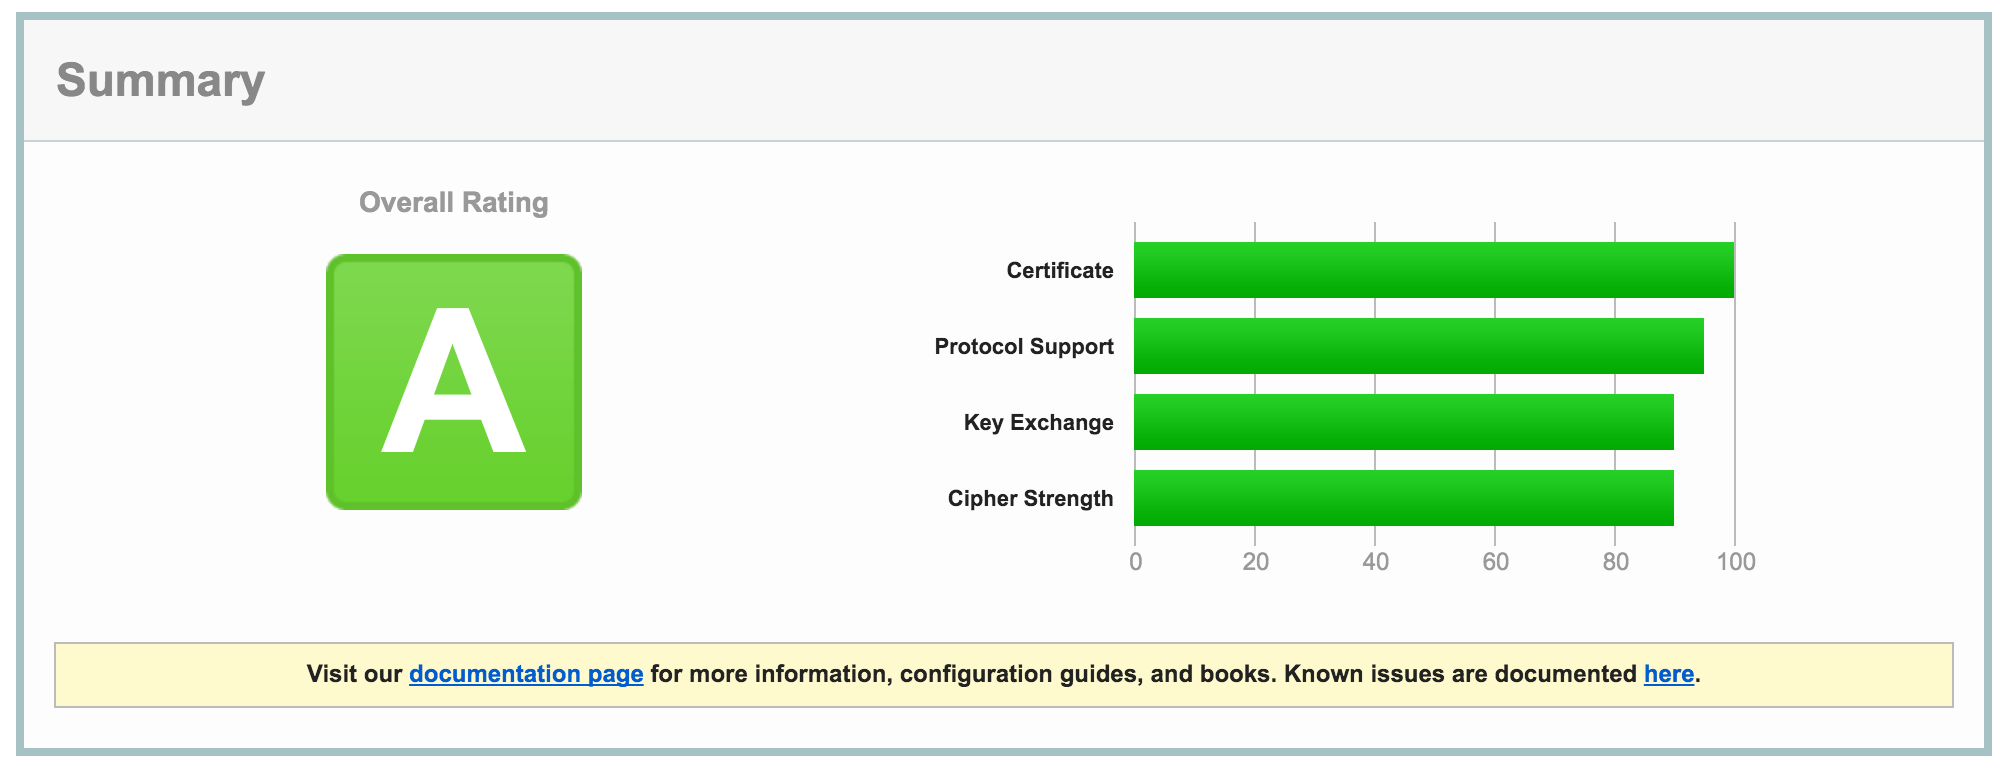 Summary
Overall Rating
A
Certificate
Protocol Support
Key Exchange
Cipher Strength
0 20 40 60 80 100
Visit our documentation page for more information, configuration guides, and books. Known issues are documented here.